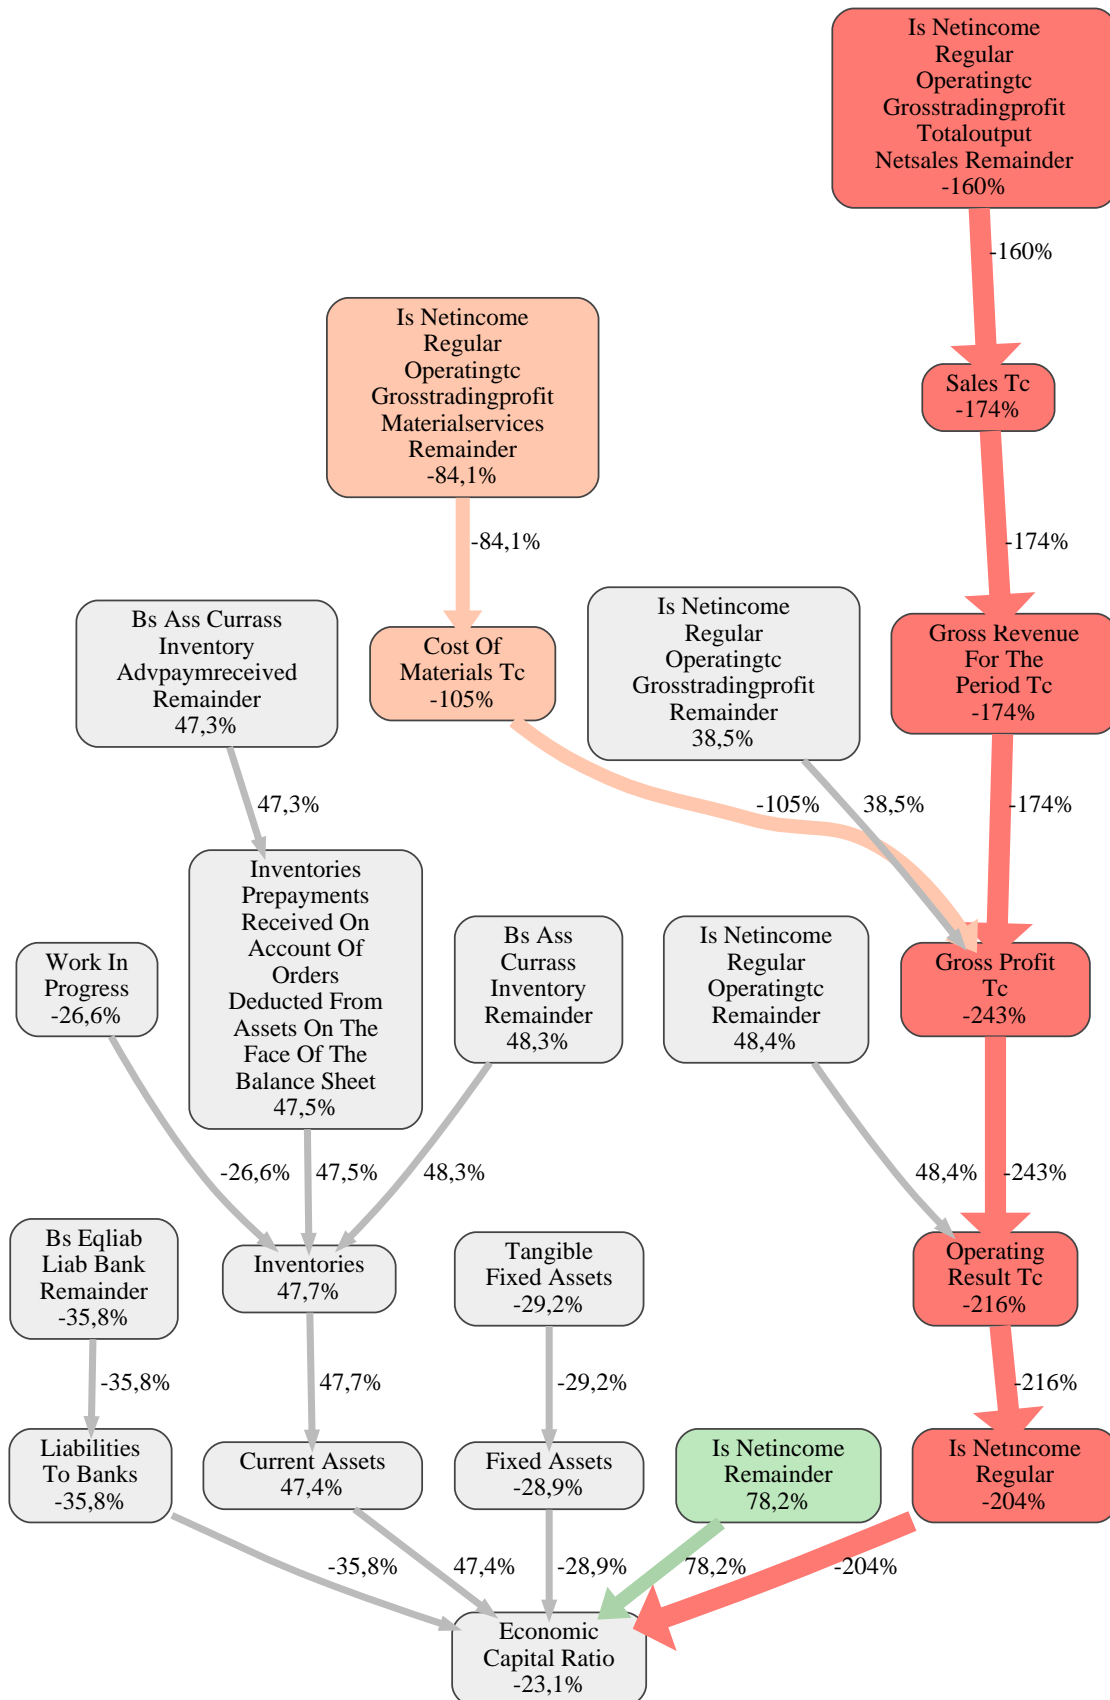 Is Netincome
Regular
Operatingtc
Grosstradingprofit
Totaloutput
Netsales Remainder
-160%
-160%
Is Netincome
Regular
Operatingtc
Grosstradingprofit
Materialservices
Remainder
-84,1%
Sales Tc
-174%
-84,1%
-174%
Bs Ass Currass
Inventory
Advpaymreceived
Remainder
47,3%
Cost Of
Materials Tc
-105%
Is Netincome
Regular
Operatingtc
Grosstradingprofit
Remainder
38,5%
Gross Revenue
For The
Period Tc
-174%
47,3%
-105%
38,5%
-174%
Work In
Progress
-26,6%
Inventories
Prepayments
Received On
Account Of
Orders
Deducted From
Assets On The
Face Of The
Balance Sheet
47,5%
Bs Ass
Currass
Inventory
Remainder
48,3%
Is Netincome
Regular
Operatingtc
Remainder
48,4%
Gross Profit
Tc
-243%
-26,6%
47,5%
48,3%
48,4%
-243%
Bs Eqliab
Liab Bank
Remainder
-35,8%
Inventories
47,7%
Tangible
Fixed Assets
-29,2%
Operating
Result Tc
-216%
-35,8%
47,7%
-29,2%
-216%
Liabilities
To Banks
-35,8%
Current Assets
47,4%
Fixed Assets
-28,9%
Is Netincome
Remainder
78,2%
Is Netincome
Regular
-204%
-35,8%
47,4%
-28,9%
78,2%
-204%
Economic
Capital Ratio
-23,1%